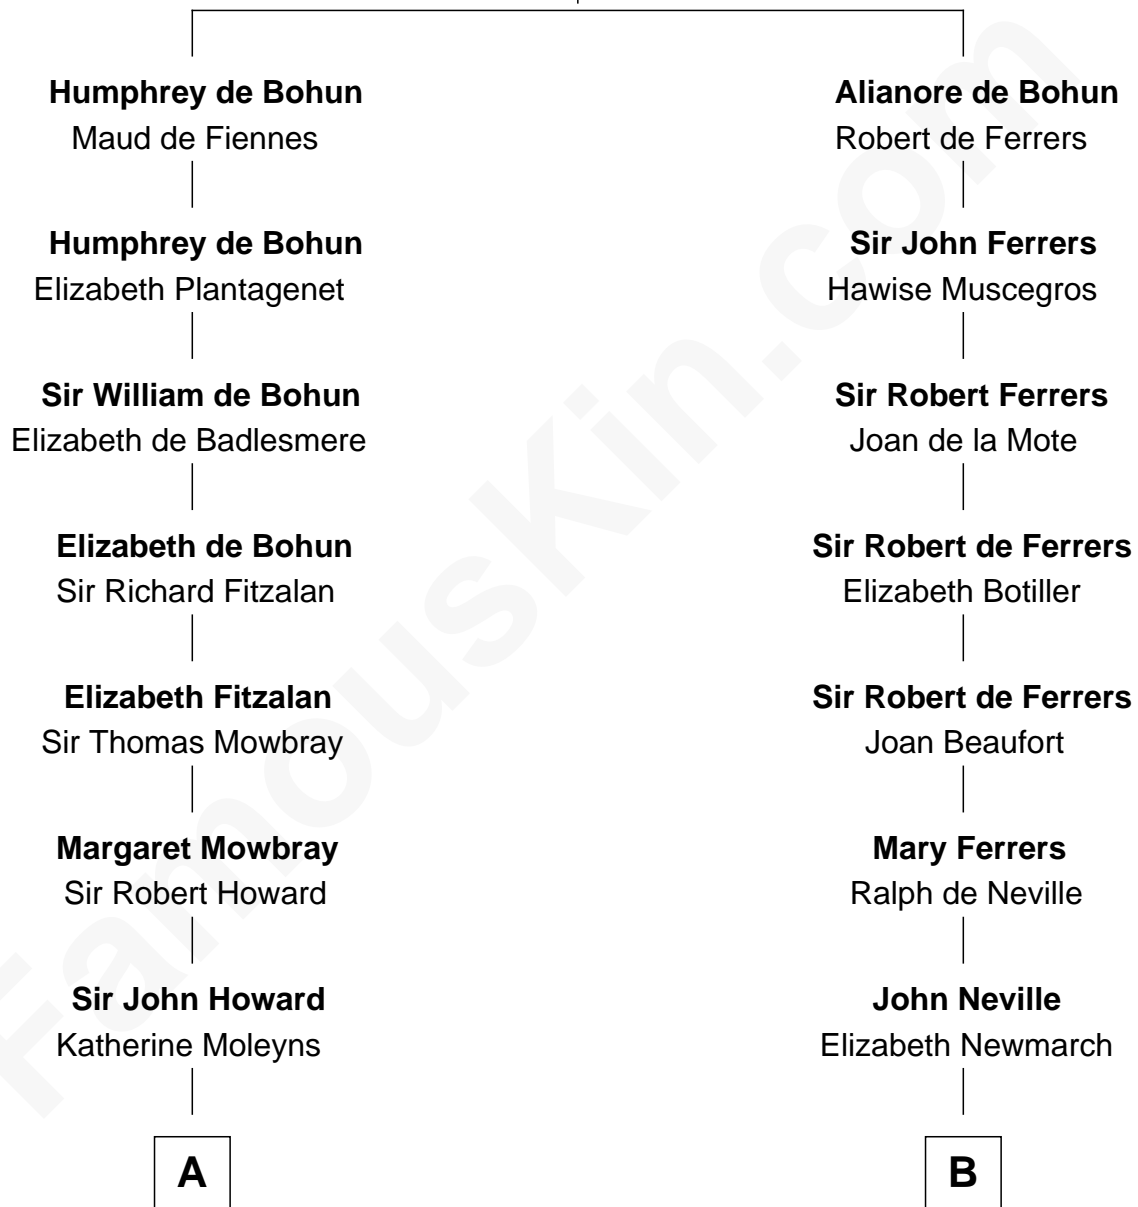 Humphrey de Bohun
Maud de Fiennes
Humphrey de Bohun
Elizabeth Plantagenet
Sir William de Bohun
Elizabeth de Badlesmere
Elizabeth de Bohun
Sir Richard Fitzalan
Elizabeth Fitzalan
Sir Thomas Mowbray
Margaret Mowbray
Sir Robert Howard
Sir John Howard
Katherine Moleyns
A
Alianore de Bohun
Robert de Ferrers
Sir John Ferrers
Hawise Muscegros
Sir Robert Ferrers
Joan de la Mote
Sir Robert de Ferrers
Elizabeth Botiller
Sir Robert de Ferrers
Joan Beaufort
Mary Ferrers
Ralph de Neville
John Neville
Elizabeth Newmarch
B
FamousKin.com